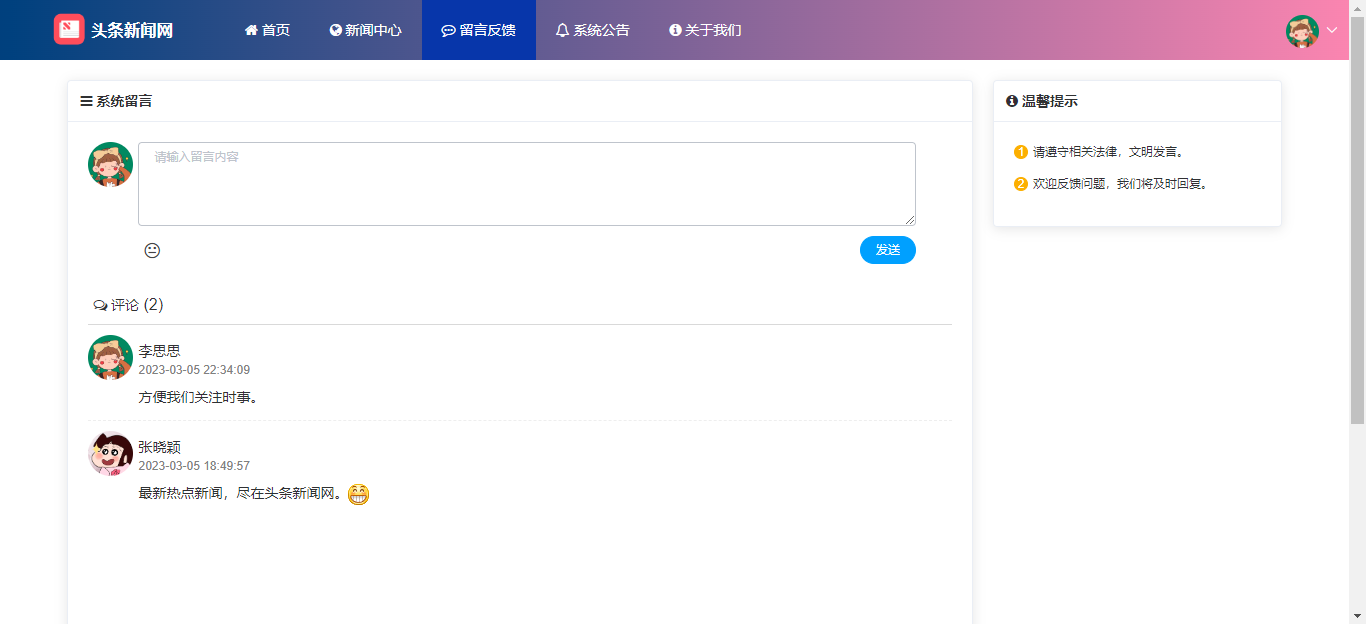 头条新闻网 首页 新闻中心 留言反馈 系统公告 关于我们
系统留言
请输入留言内容
发送
评论 (2)
李思思
2023-03-05 22:34:09
方便我们关注时事。
张晓颖
2023-03-05 18:49:57
最新热点新闻，尽在头条新闻网。
温馨提示
1 请遵守相关法律，文明发言。
2 欢迎反馈问题，我们将及时回复。